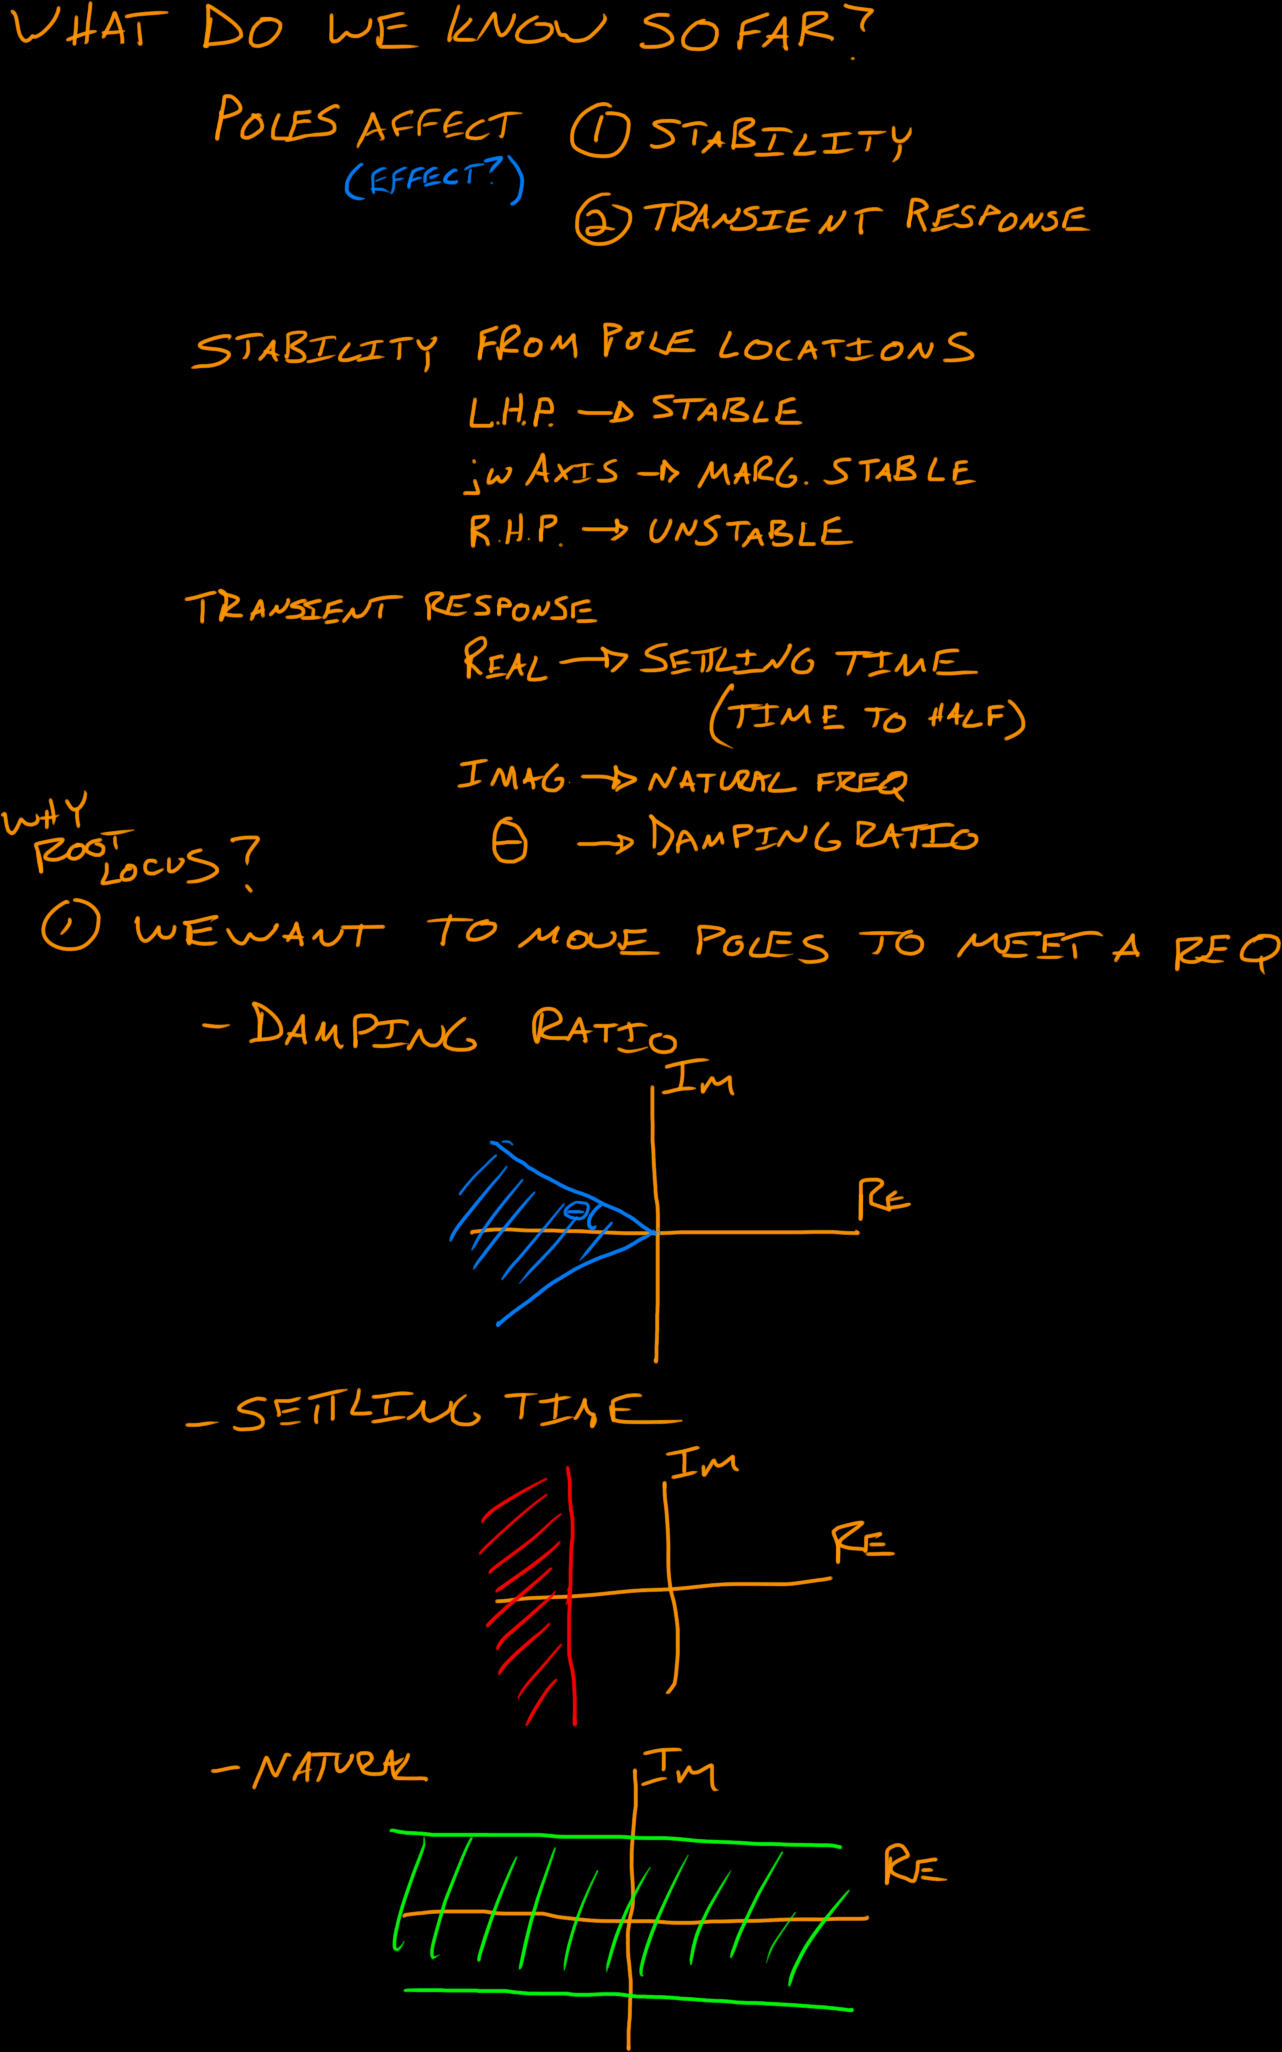 WHAT DO WE KNOW SO FAR?
POLES AFFECT ① STABILITY
(EFFECT?)
② TRANSIENT RESPONSE
STABILITY FROM POLE LOCATIONS
L.H.P. → STABLE
jω AXIS → MARG. STABLE
R.H.P. → UNSTABLE
TRANSIENT RESPONSE
REAL → SETTLING TIME
(TIME TO HALF)
IMAG. → NATURAL FREQ
θ → DAMPING RATIO
WHY
ROOT
LOCUS?
① WE WANT TO MOVE POLES TO MEET A REQ
- DAMPING RATIO
Im
RE
θ
- SETTLING TIME
Im
RE
- NATURAL
Im
RE